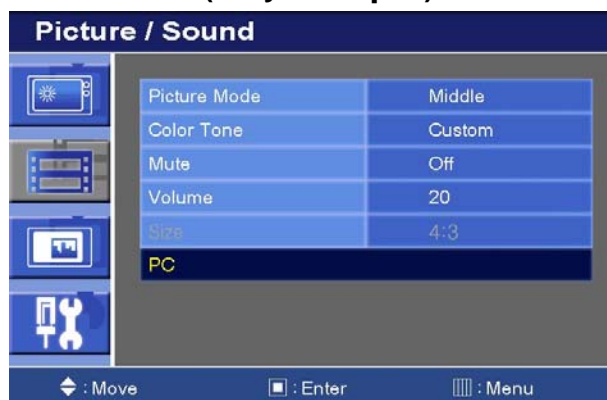 Picture / Sound
Picture Mode Middle
Color Tone Custom
Mute Off
Volume 20
Size 4:3
PC
: Move : Enter : Menu